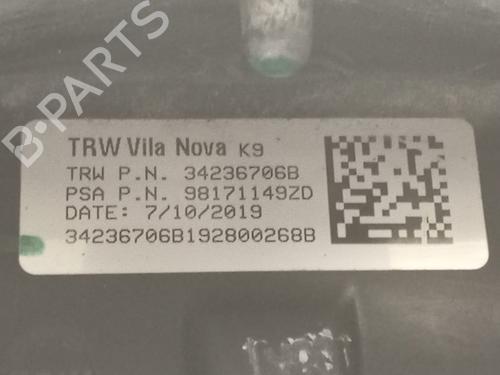 B-PARTS
TRW Vila Nova K9
TRW P.N. 34236706B
PSA P.N. 98171149ZD
DATE: 7/10/2019
34236706B192800268B